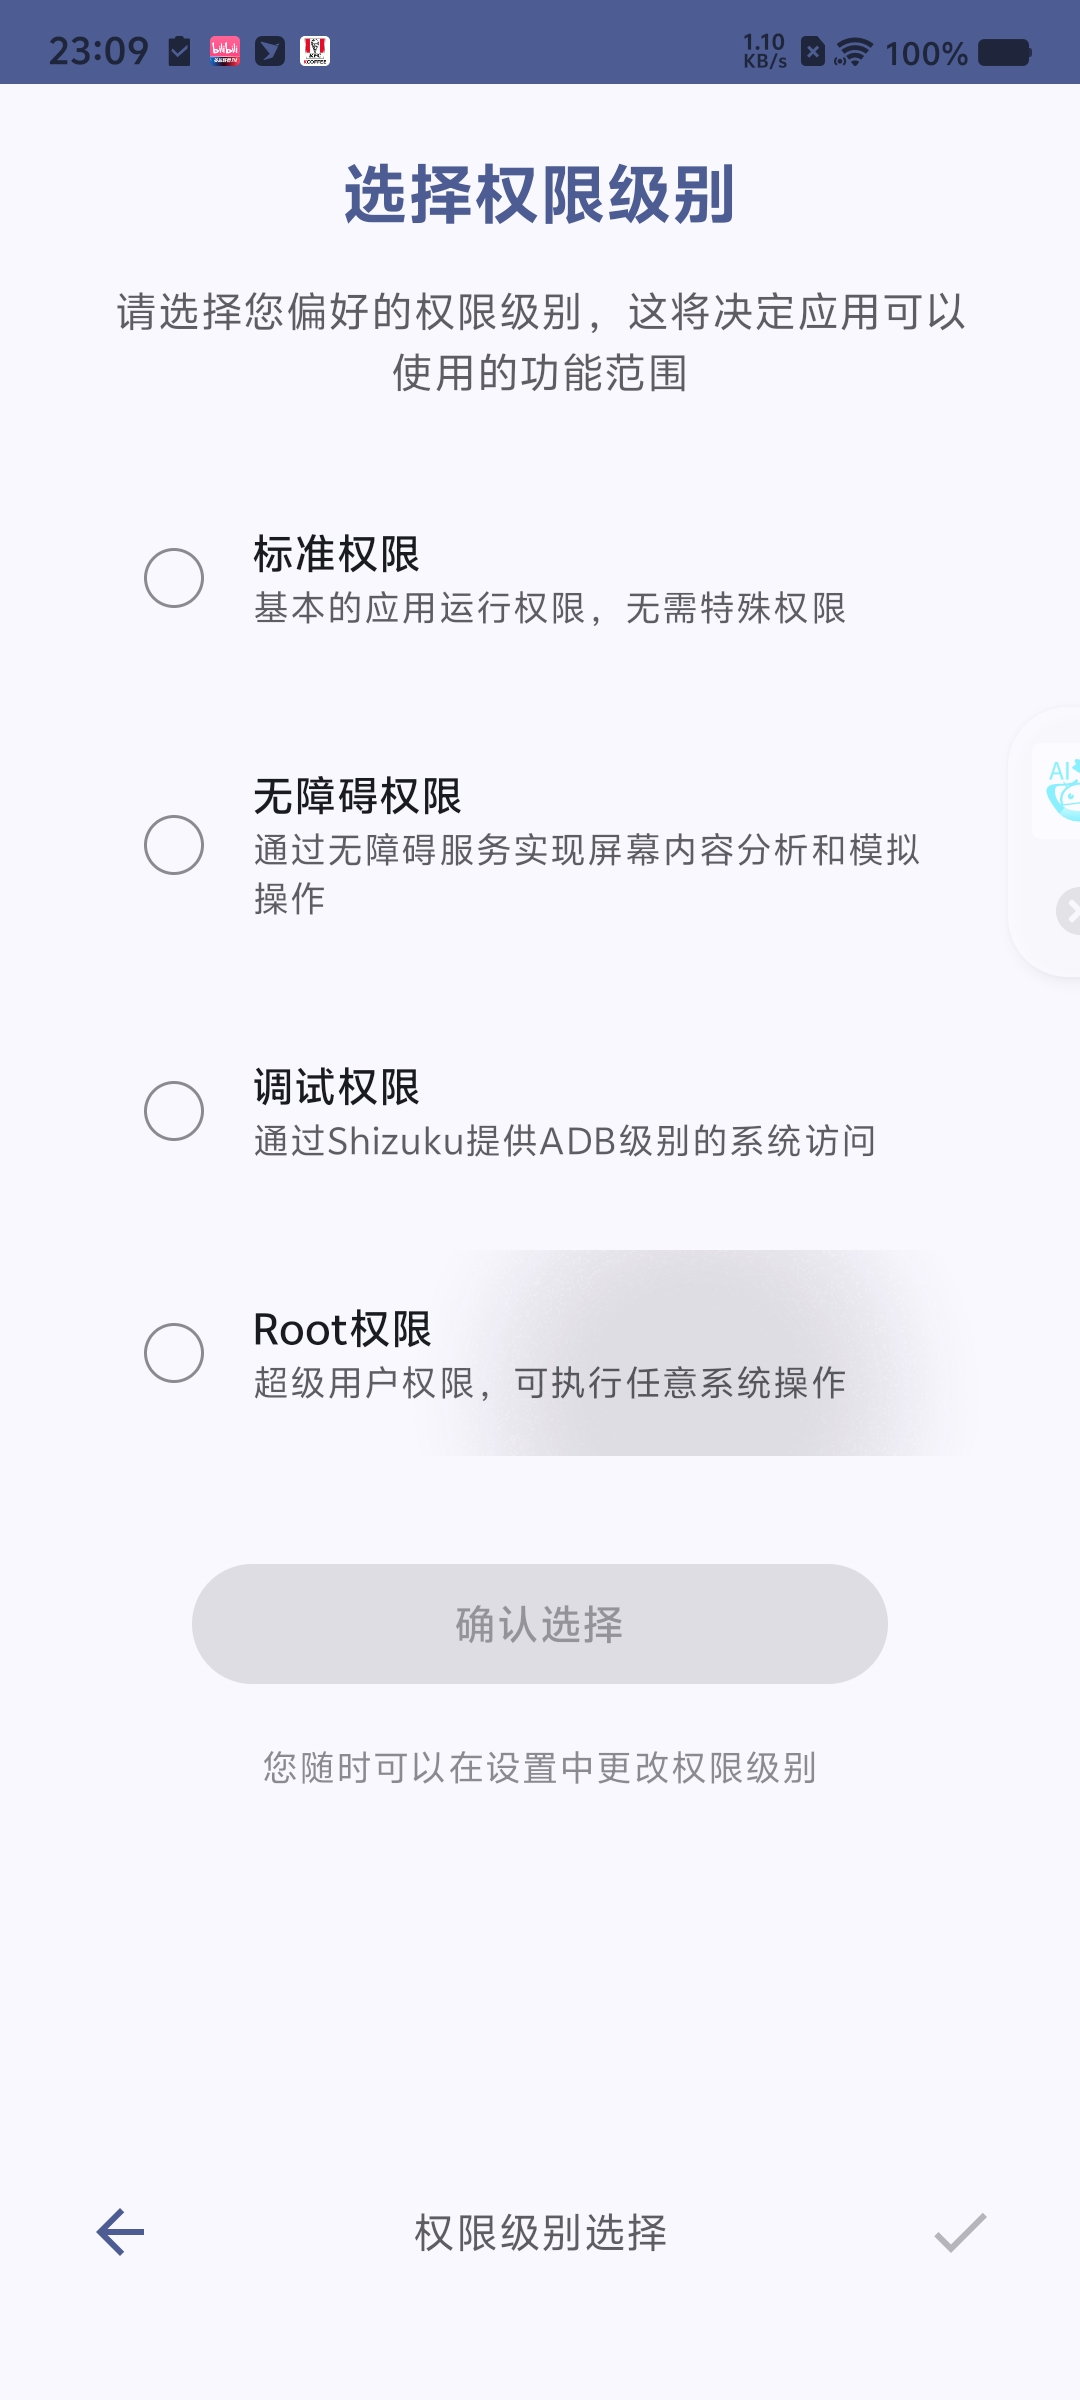 23:09
bilibili
KFC
KCOFFEE
1.10
KB/s
100%
选择权限级别
请选择您偏好的权限级别，这将决定应用可以
使用的功能范围
标准权限
基本的应用运行权限，无需特殊权限
无障碍权限
通过无障碍服务实现屏幕内容分析和模拟
操作
AI
调试权限
通过Shizuku提供ADB级别的系统访问
Root权限
超级用户权限，可执行任意系统操作
确认选择
您随时可以在设置中更改权限级别
权限级别选择